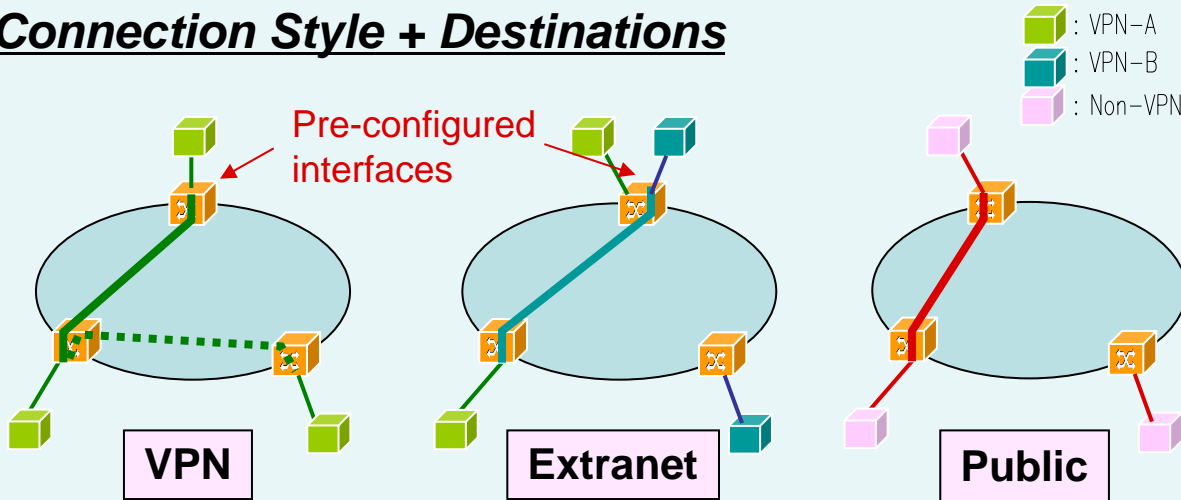 Connection Style + Destinations
: VPN-A
: VPN-B
: Non-VPN
Pre-configured
interfaces
VPN
Extranet
Public